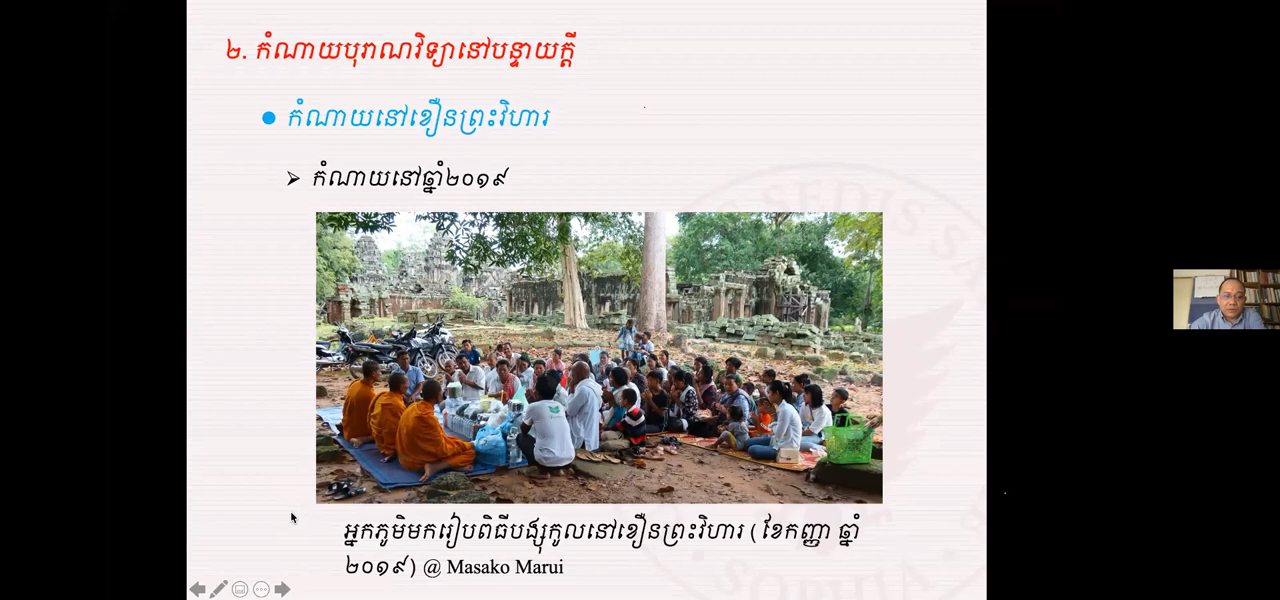 ២. កំណាយបុរាណវិទ្យានៅបន្ទាយក្ដី
កំណាយនៅខឿនព្រះវិហារ
កំណាយនៅឆ្នាំ២០១៩
អ្នកភូមិមករៀបពិធីបង្សុកូលនៅខឿនព្រះវិហារ (ខែកញ្ញា ឆ្នាំ
២០១៩) @ Masako Marui